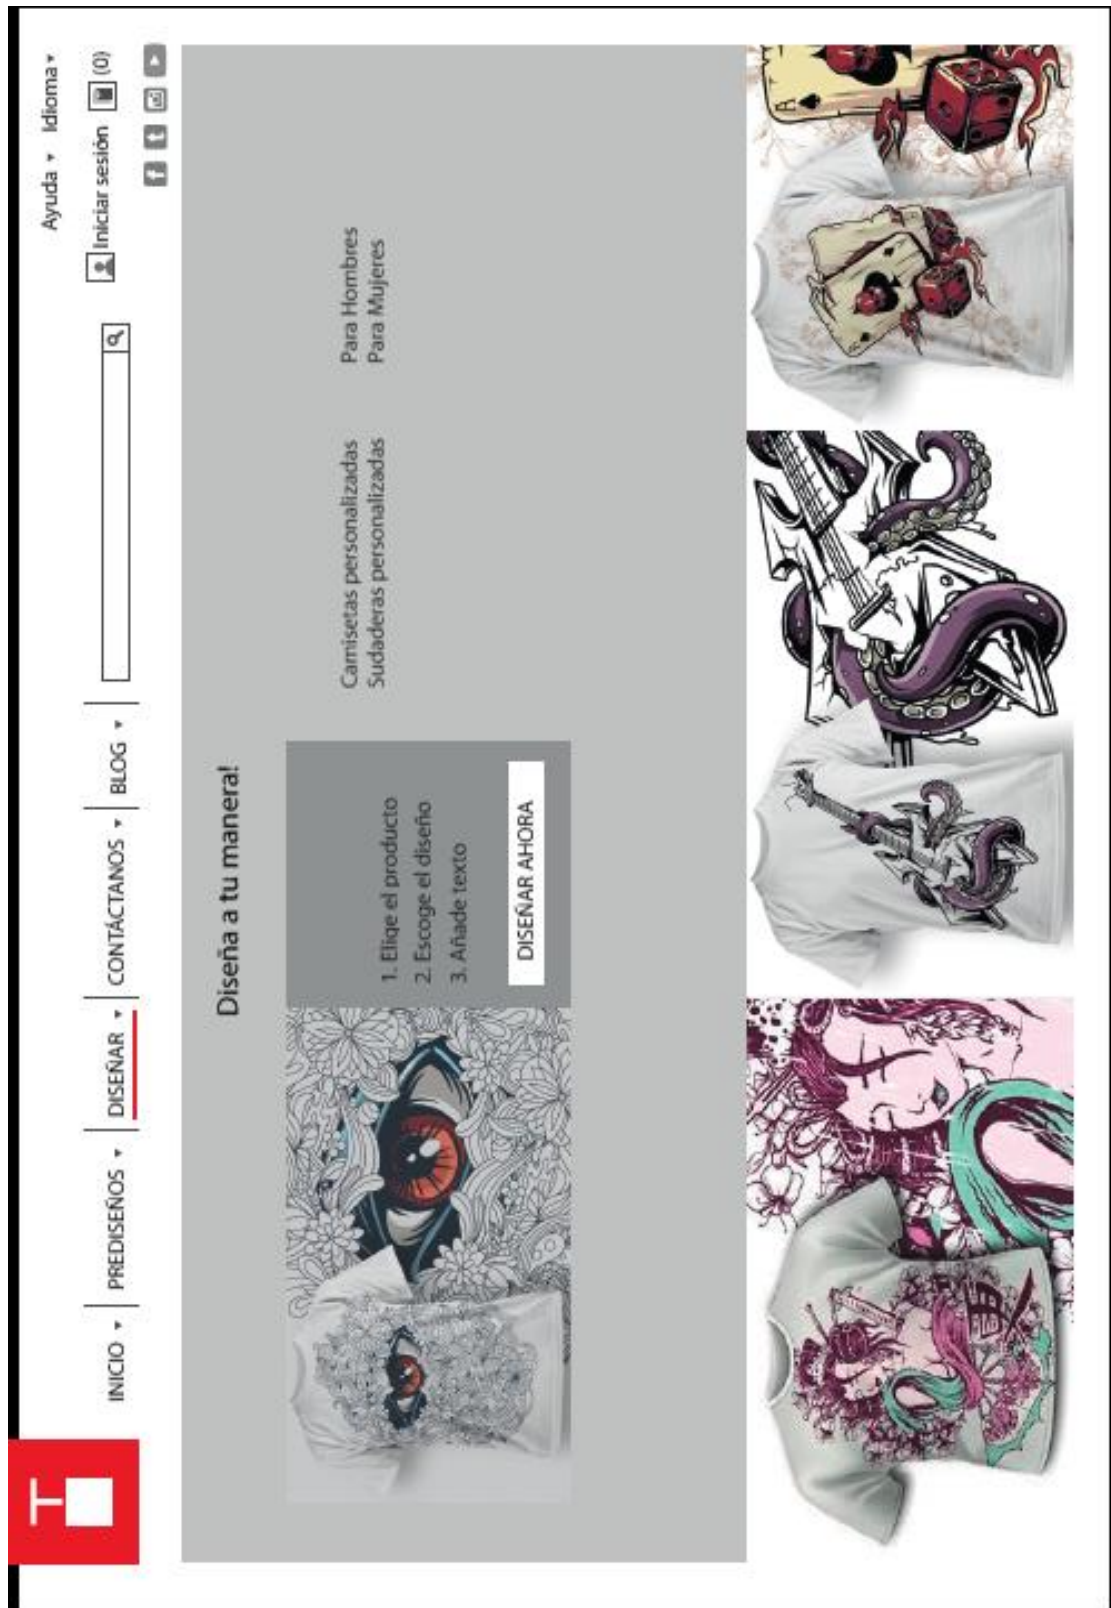 Ayuda Idioma
INICIO PREDISEÑOS DISEÑAR CONTÁCTANOS BLOG Iniciar sesión (0)
Diseña a tu manera!
1. Eliqe el producto
2. Escoge el diseño
3. Añade texto
DISEÑAR AHORA
Camisetas personalizadas
Sudaderas personalizadas
Para Hombres
Para Mujeres